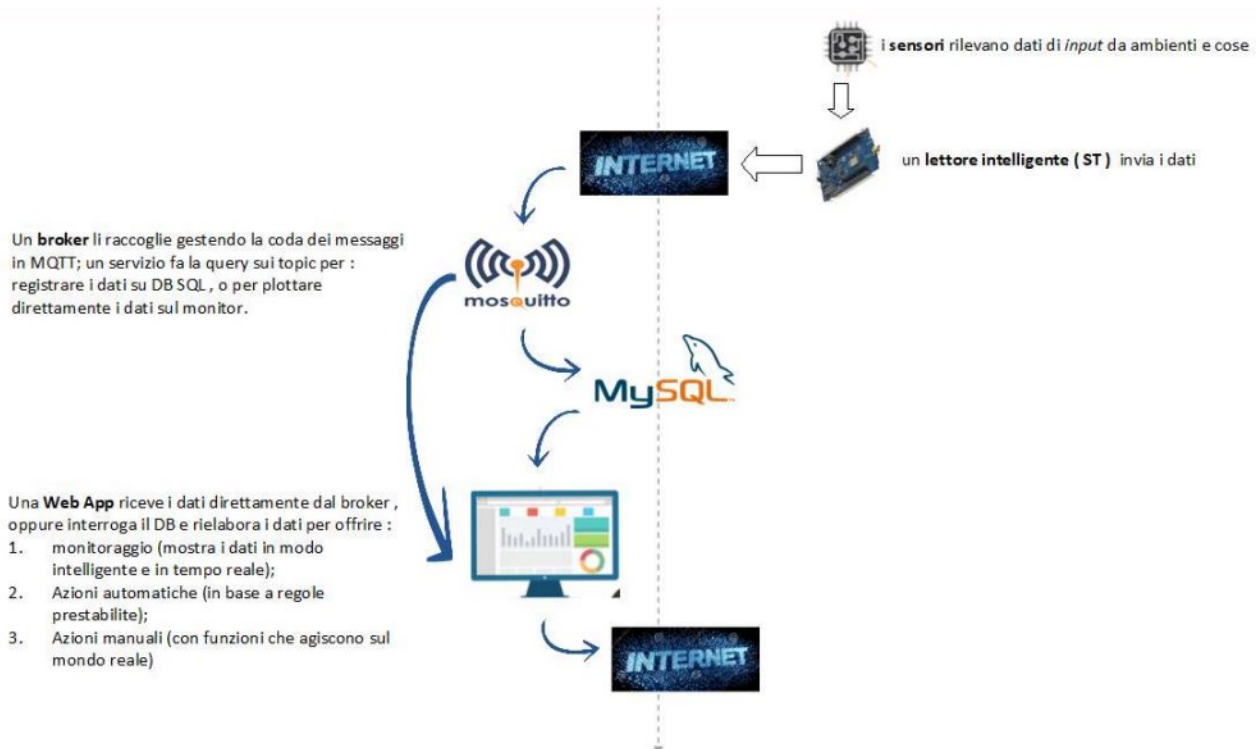 i sensori rilevano dati di input da ambienti e cose
INTERNET
un lettore intelligente ( ST ) invia i dati
Un broker li raccoglie gestendo la coda dei messaggi
in MQTT; un servizio fa la query sui topic per :
registrare i dati su DB SQL , o per plottare
direttamente i dati sul monitor.
mosquitto
MySQL
Una Web App riceve i dati direttamente dal broker ,
oppure interroga il DB e rielabora i dati per offrire :
1. monitoraggio (mostra i dati in modo
intelligente e in tempo reale);
2. Azioni automatiche (in base a regole
prestabilite);
3. Azioni manuali (con funzioni che agiscono sul
mondo reale)
INTERNET